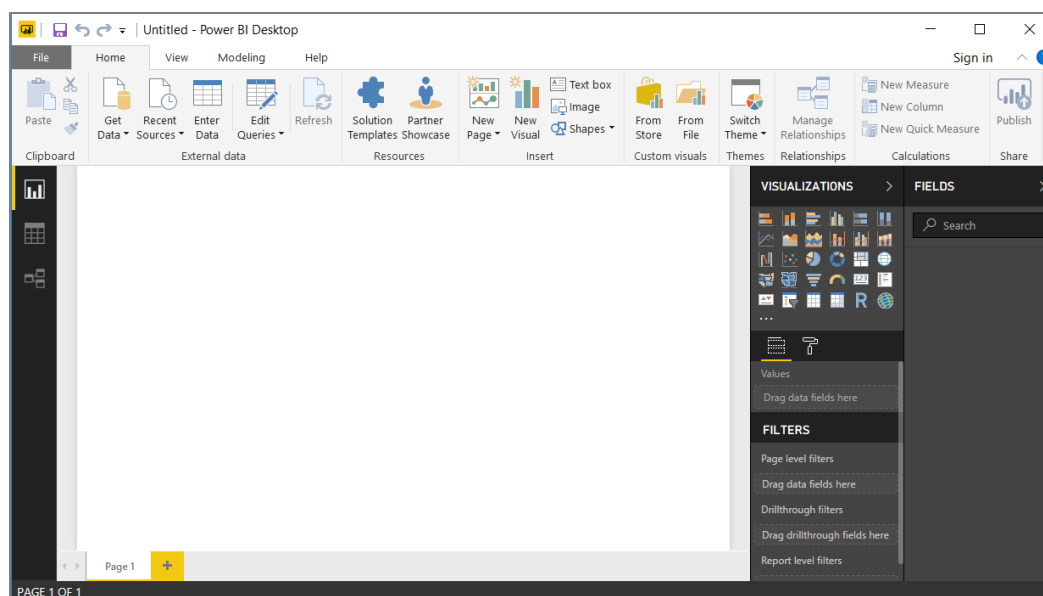 Untitled - Power BI Desktop
File Home View Modeling Help Sign in
Paste
Get Data
Recent Sources
Enter Data
Edit Queries
Refresh
Solution Templates
Partner Showcase
New Page
New Visual
Text box
Image
Shapes
From Store
From File
Switch Theme
Manage Relationships
New Measure
New Column
New Quick Measure
Publish
Clipboard External data Resources Insert Custom visuals Themes Relationships Calculations Share
VISUALIZATIONS
FIELDS
Search
123
R
...
Values
Drag data fields here
FILTERS
Page level filters
Drag data fields here
Drillthrough filters
Drag drillthrough fields here
Report level filters
Page 1 +
PAGE 1 OF 1